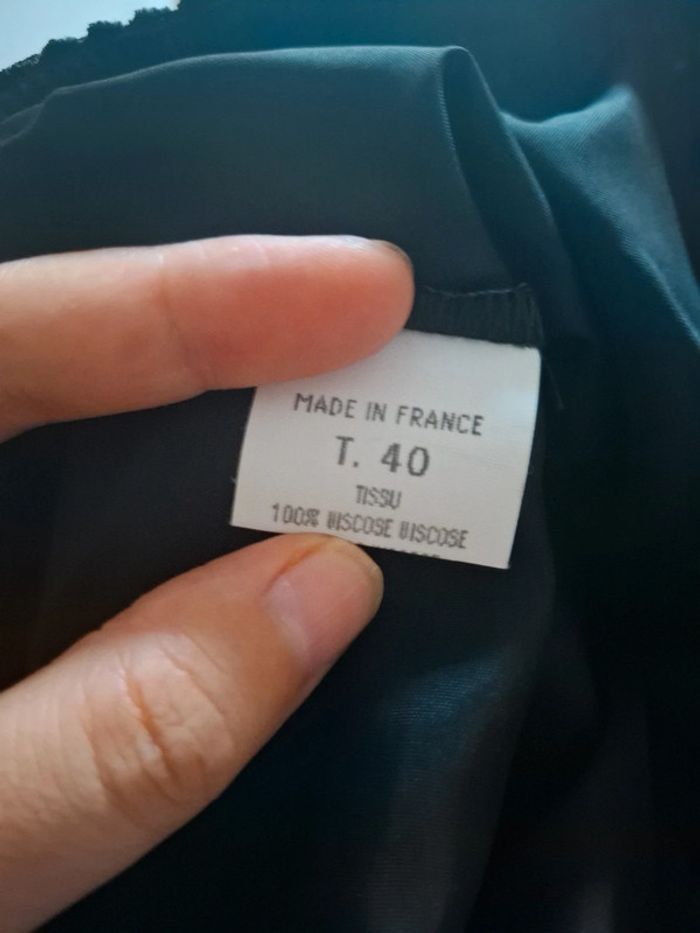 MADE IN FRANCE
T. 40
TISSU
100% VISCOSE VISCOSE